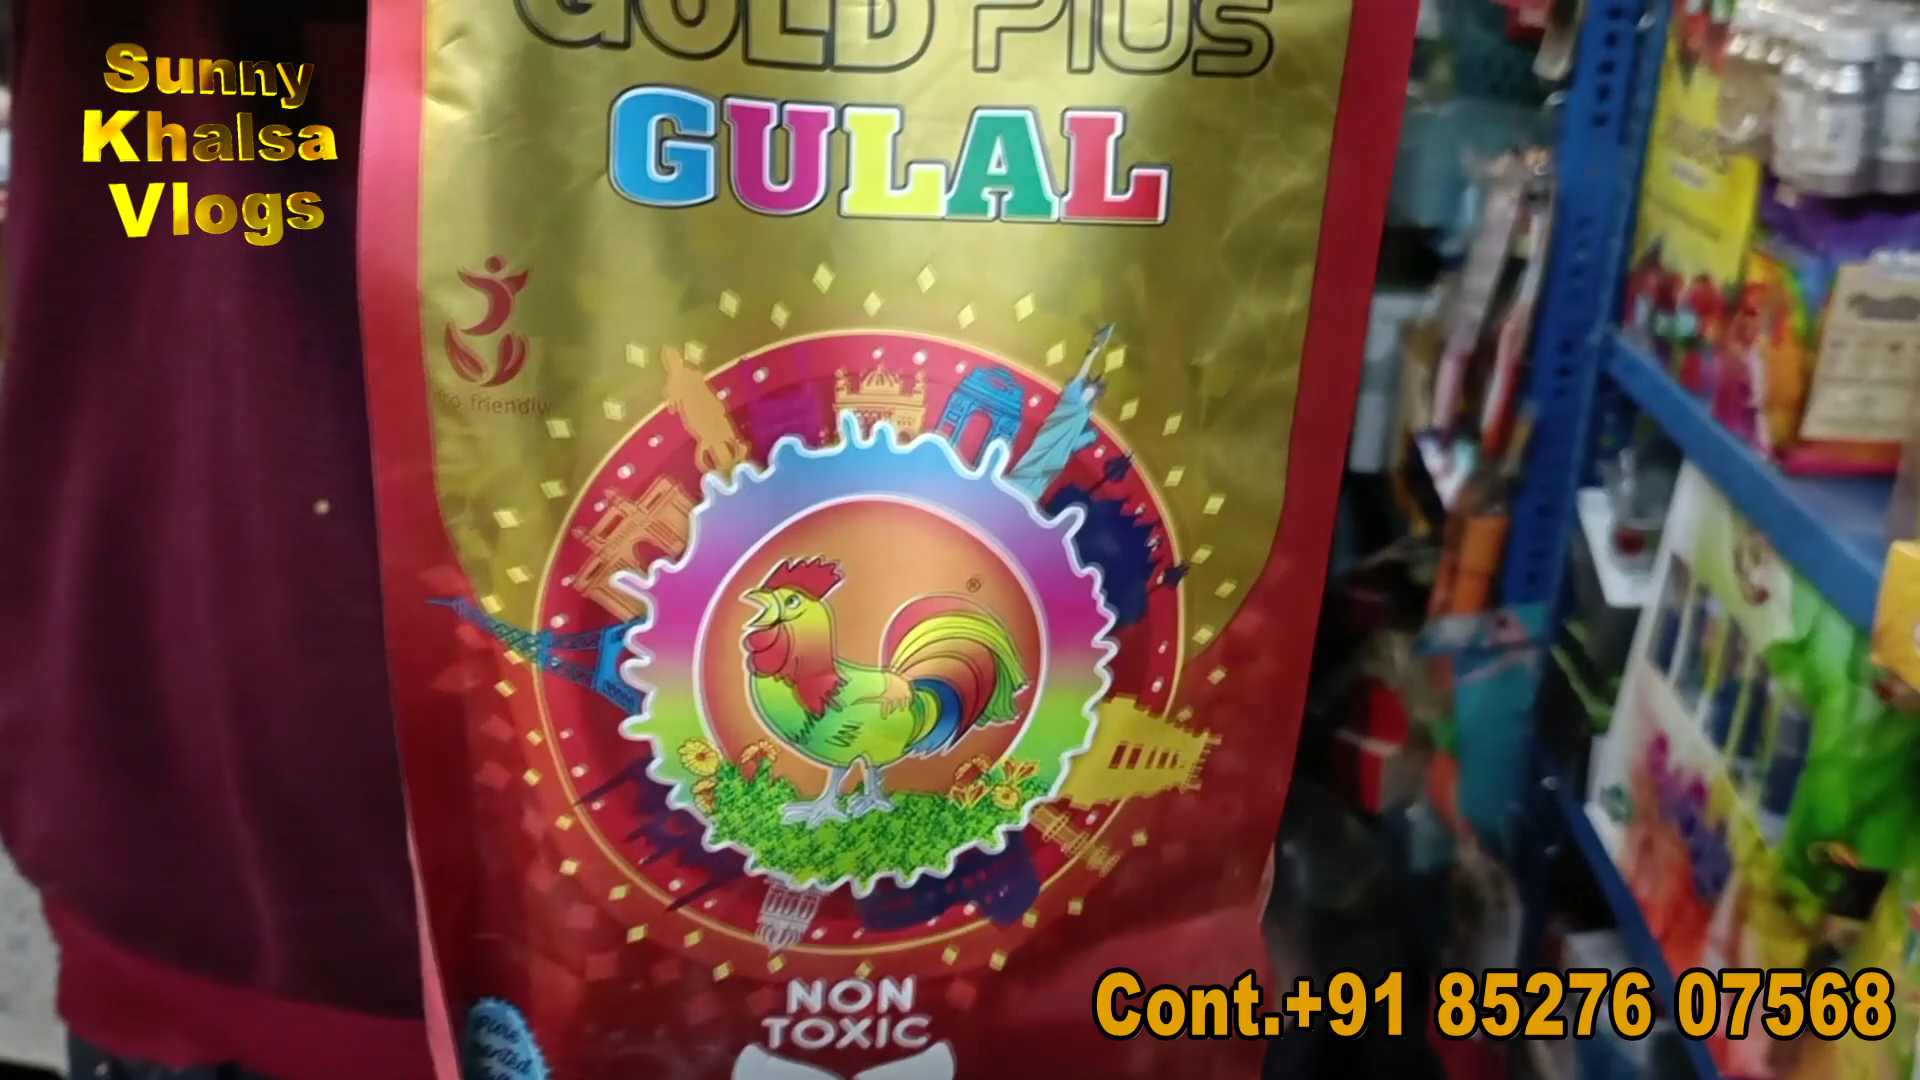 Sunny
Khalsa
Vlogs
GOLD Plus
GULAL
friendly
®
NON
TOXIC
Cont.+91 85276 07568